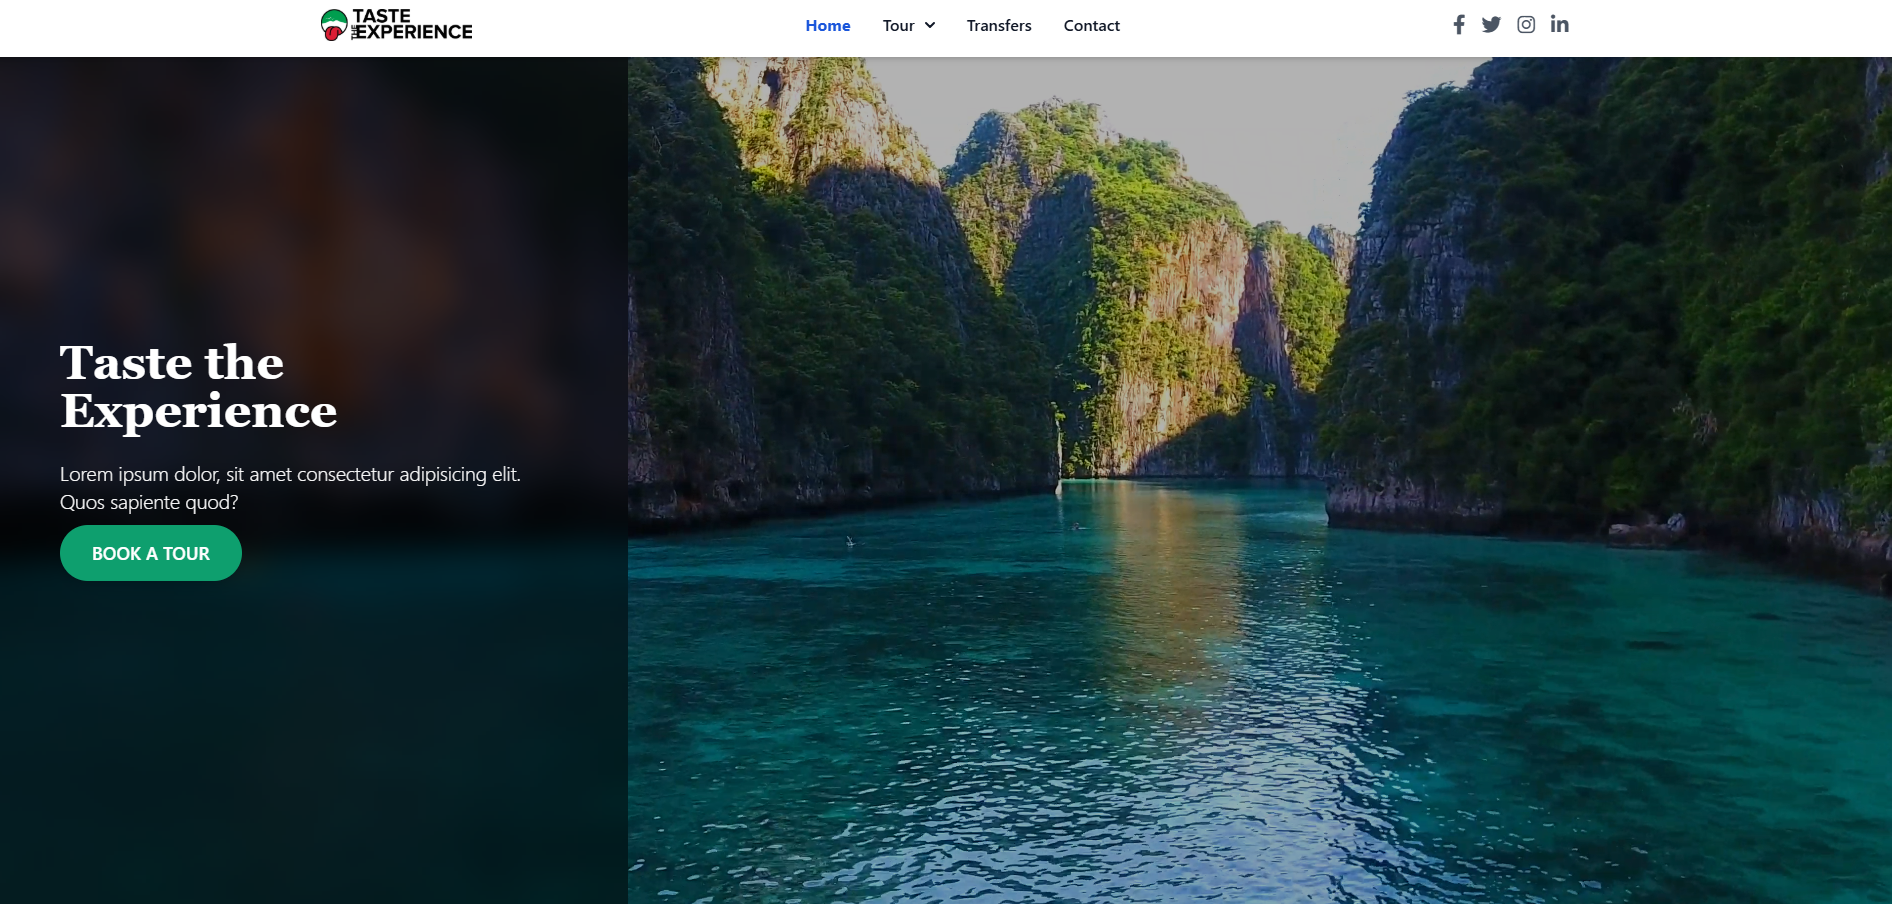 TASTE
THE EXPERIENCE
Home
Tour
Transfers
Contact
Taste the
Experience
Lorem ipsum dolor, sit amet consectetur adipisicing elit.
Quos sapiente quod?
BOOK A TOUR